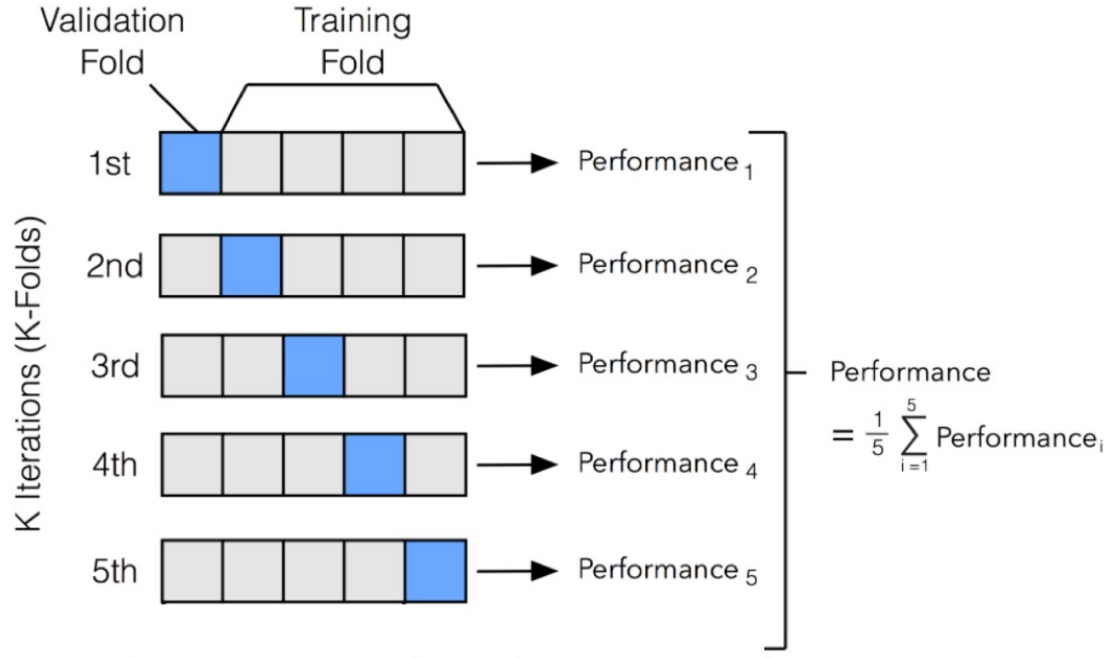 Validation
Fold
Training
Fold
K Iterations (K-Folds)
1st
Performance 1
2nd
Performance 2
3rd
Performance 3
4th
Performance 4
5th
Performance 5
Performance
= 1/5 5∑i=1 Performancei